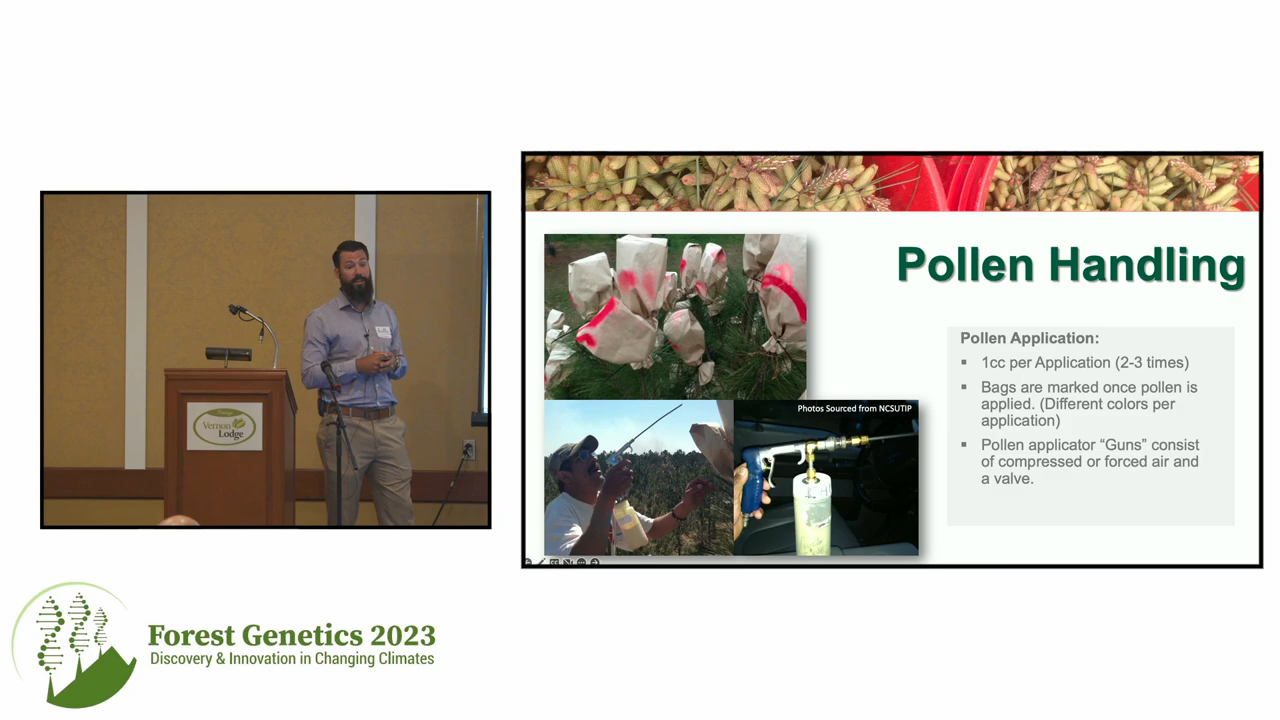 Pollen Handling
Photos Sourced from NCSUTIP
Pollen Application:
▪ 1cc per Application (2-3 times)
▪ Bags are marked once pollen is
applied. (Different colors per
application)
▪ Pollen applicator “Guns” consist
of compressed or forced air and
a valve.
Vernon
Lodge
Forest Genetics 2023
Discovery & Innovation in Changing Climates